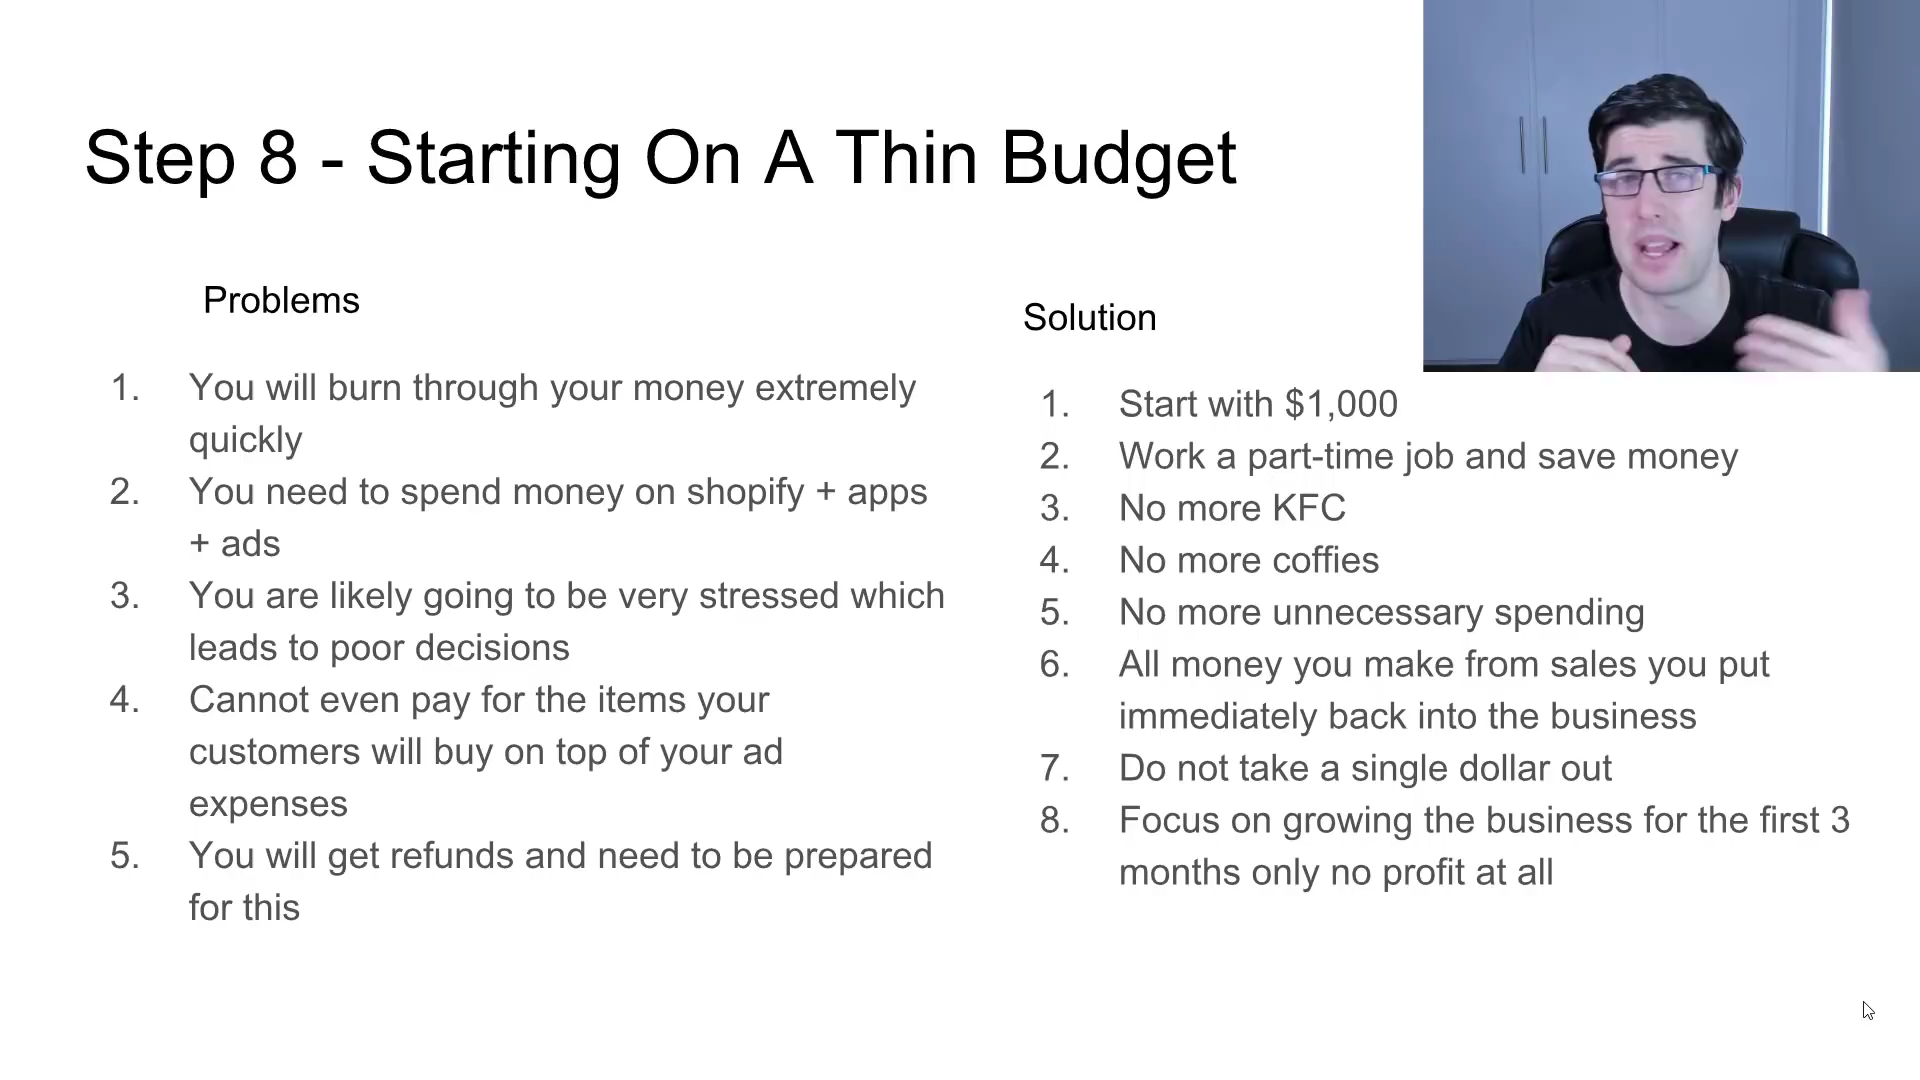 Step 8 - Starting On A Thin Budget
Problems
1. You will burn through your money extremely
quickly
2. You need to spend money on shopify + apps
+ ads
3. You are likely going to be very stressed which
leads to poor decisions
4. Cannot even pay for the items your
customers will buy on top of your ad
expenses
5. You will get refunds and need to be prepared
for this
Solution
1. Start with $1,000
2. Work a part-time job and save money
3. No more KFC
4. No more coffies
5. No more unnecessary spending
6. All money you make from sales you put
immediately back into the business
7. Do not take a single dollar out
8. Focus on growing the business for the first 3
months only no profit at all